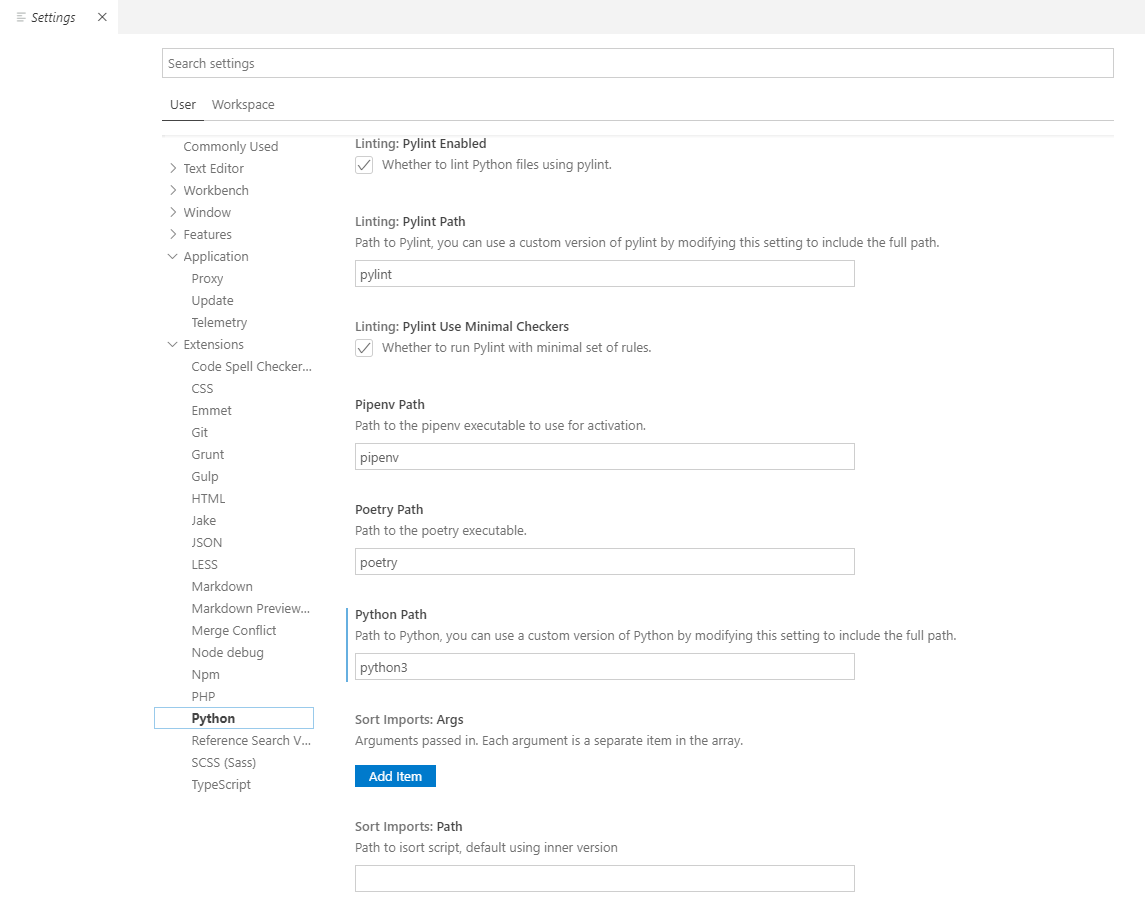 Settings
Search settings
User Workspace
Commonly Used
Text Editor
Workbench
Window
Features
Application
Proxy
Update
Telemetry
Extensions
Code Spell Checker...
CSS
Emmet
Git
Grunt
Gulp
HTML
Jake
JSON
LESS
Markdown
Markdown Preview...
Merge Conflict
Node debug
Npm
PHP
Python
Reference Search V...
SCSS (Sass)
TypeScript
Linting: Pylint Enabled
Whether to lint Python files using pylint.
Linting: Pylint Path
Path to Pylint, you can use a custom version of pylint by modifying this setting to include the full path.
pylint
Linting: Pylint Use Minimal Checkers
Whether to run Pylint with minimal set of rules.
Pipenv Path
Path to the pipenv executable to use for activation.
pipenv
Poetry Path
Path to the poetry executable.
poetry
Python Path
Path to Python, you can use a custom version of Python by modifying this setting to include the full path.
python3
Sort Imports: Args
Arguments passed in. Each argument is a separate item in the array.
Add Item
Sort Imports: Path
Path to isort script, default using inner version